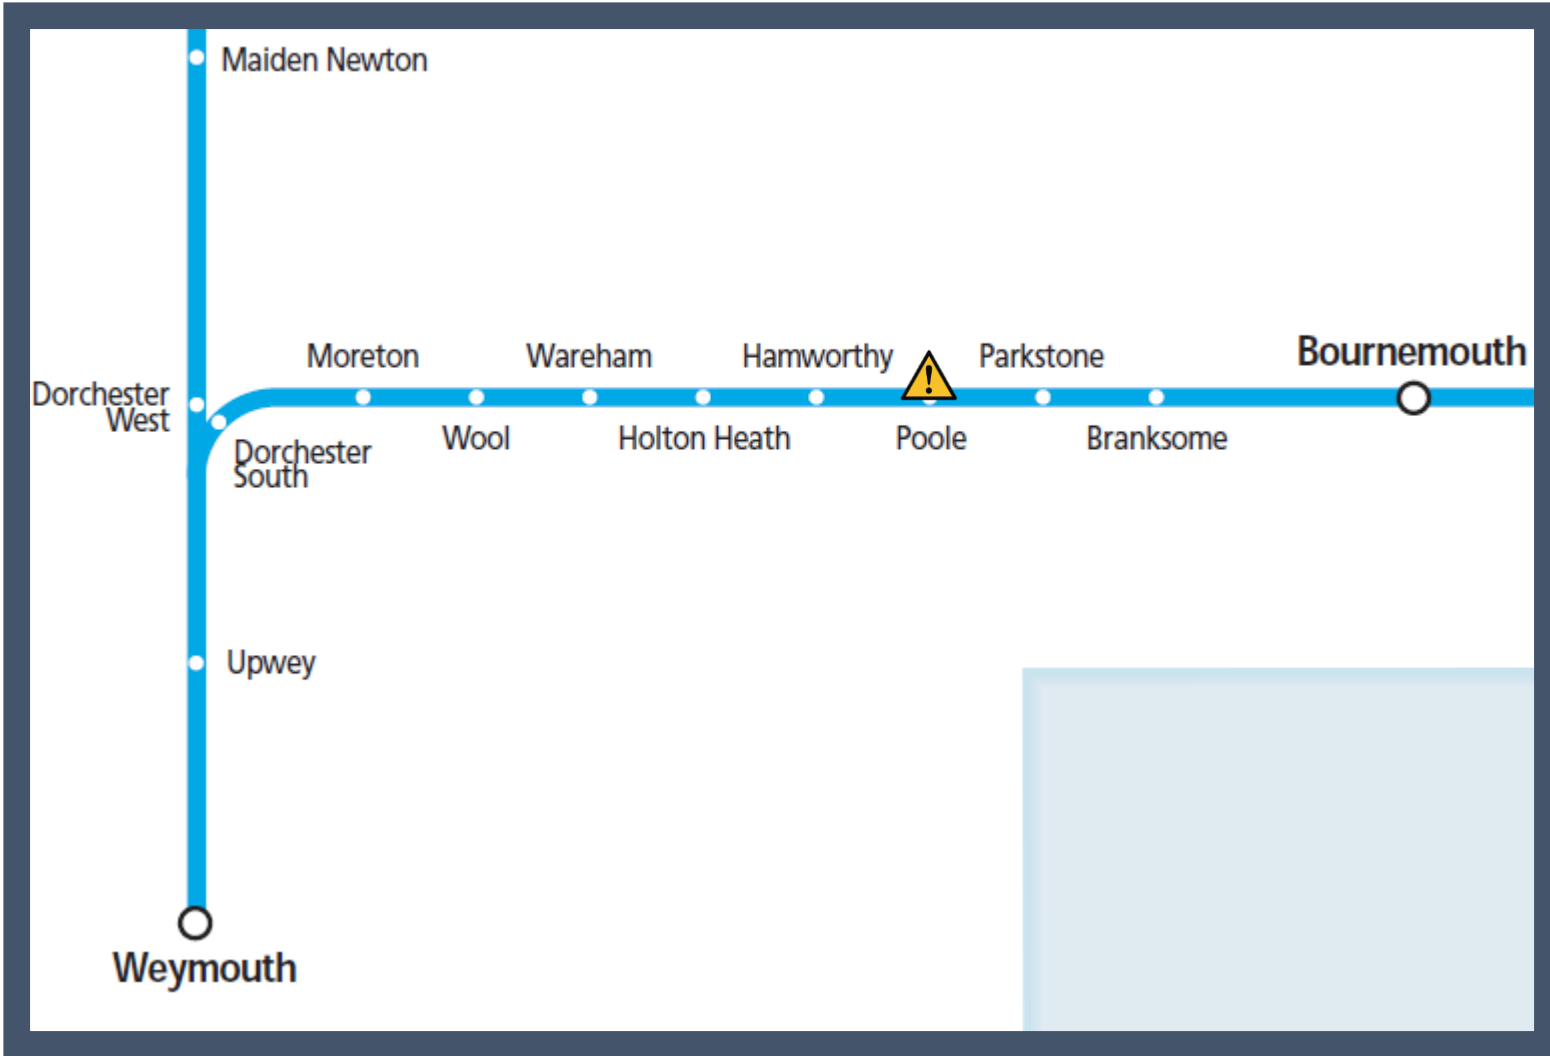 Maiden Newton
Moreton
Wareham
Hamworthy
Parkstone
Bournemouth
Dorchester
West
Dorchester
South
Wool
Holton Heath
Poole
Branksome
Upwey
Weymouth